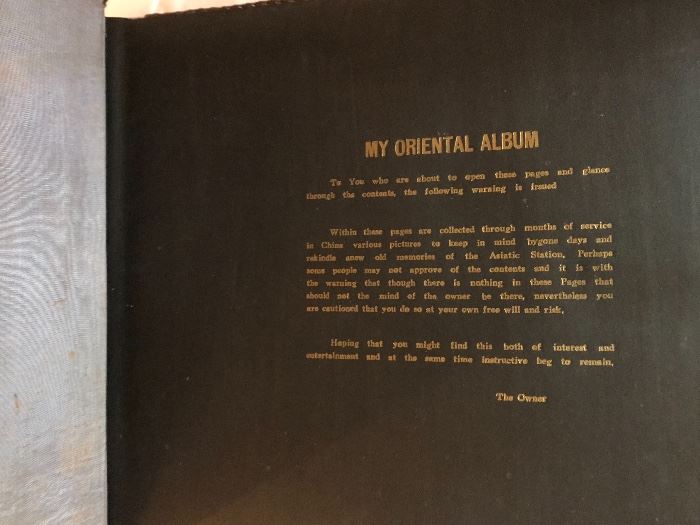 MY ORIENTAL ALBUM
To You who are about to open these pages and glance
through the contents, the following warning is issued
Within these pages are collected through months of service
in China various pictures to keep in mind bygone days and
rekindle anew old memories of the Asiatic Station. Perhaps
some people may not approve of the contents and it is with
the warning that though there is nothing in these Pages that
should not the mind of the owner be there, nevertheless you
are cautioned that you do so at your own free will and risk.
Hoping that you might find this both of interest and
entertainment and at the same time instructive beg to remain,
The Owner